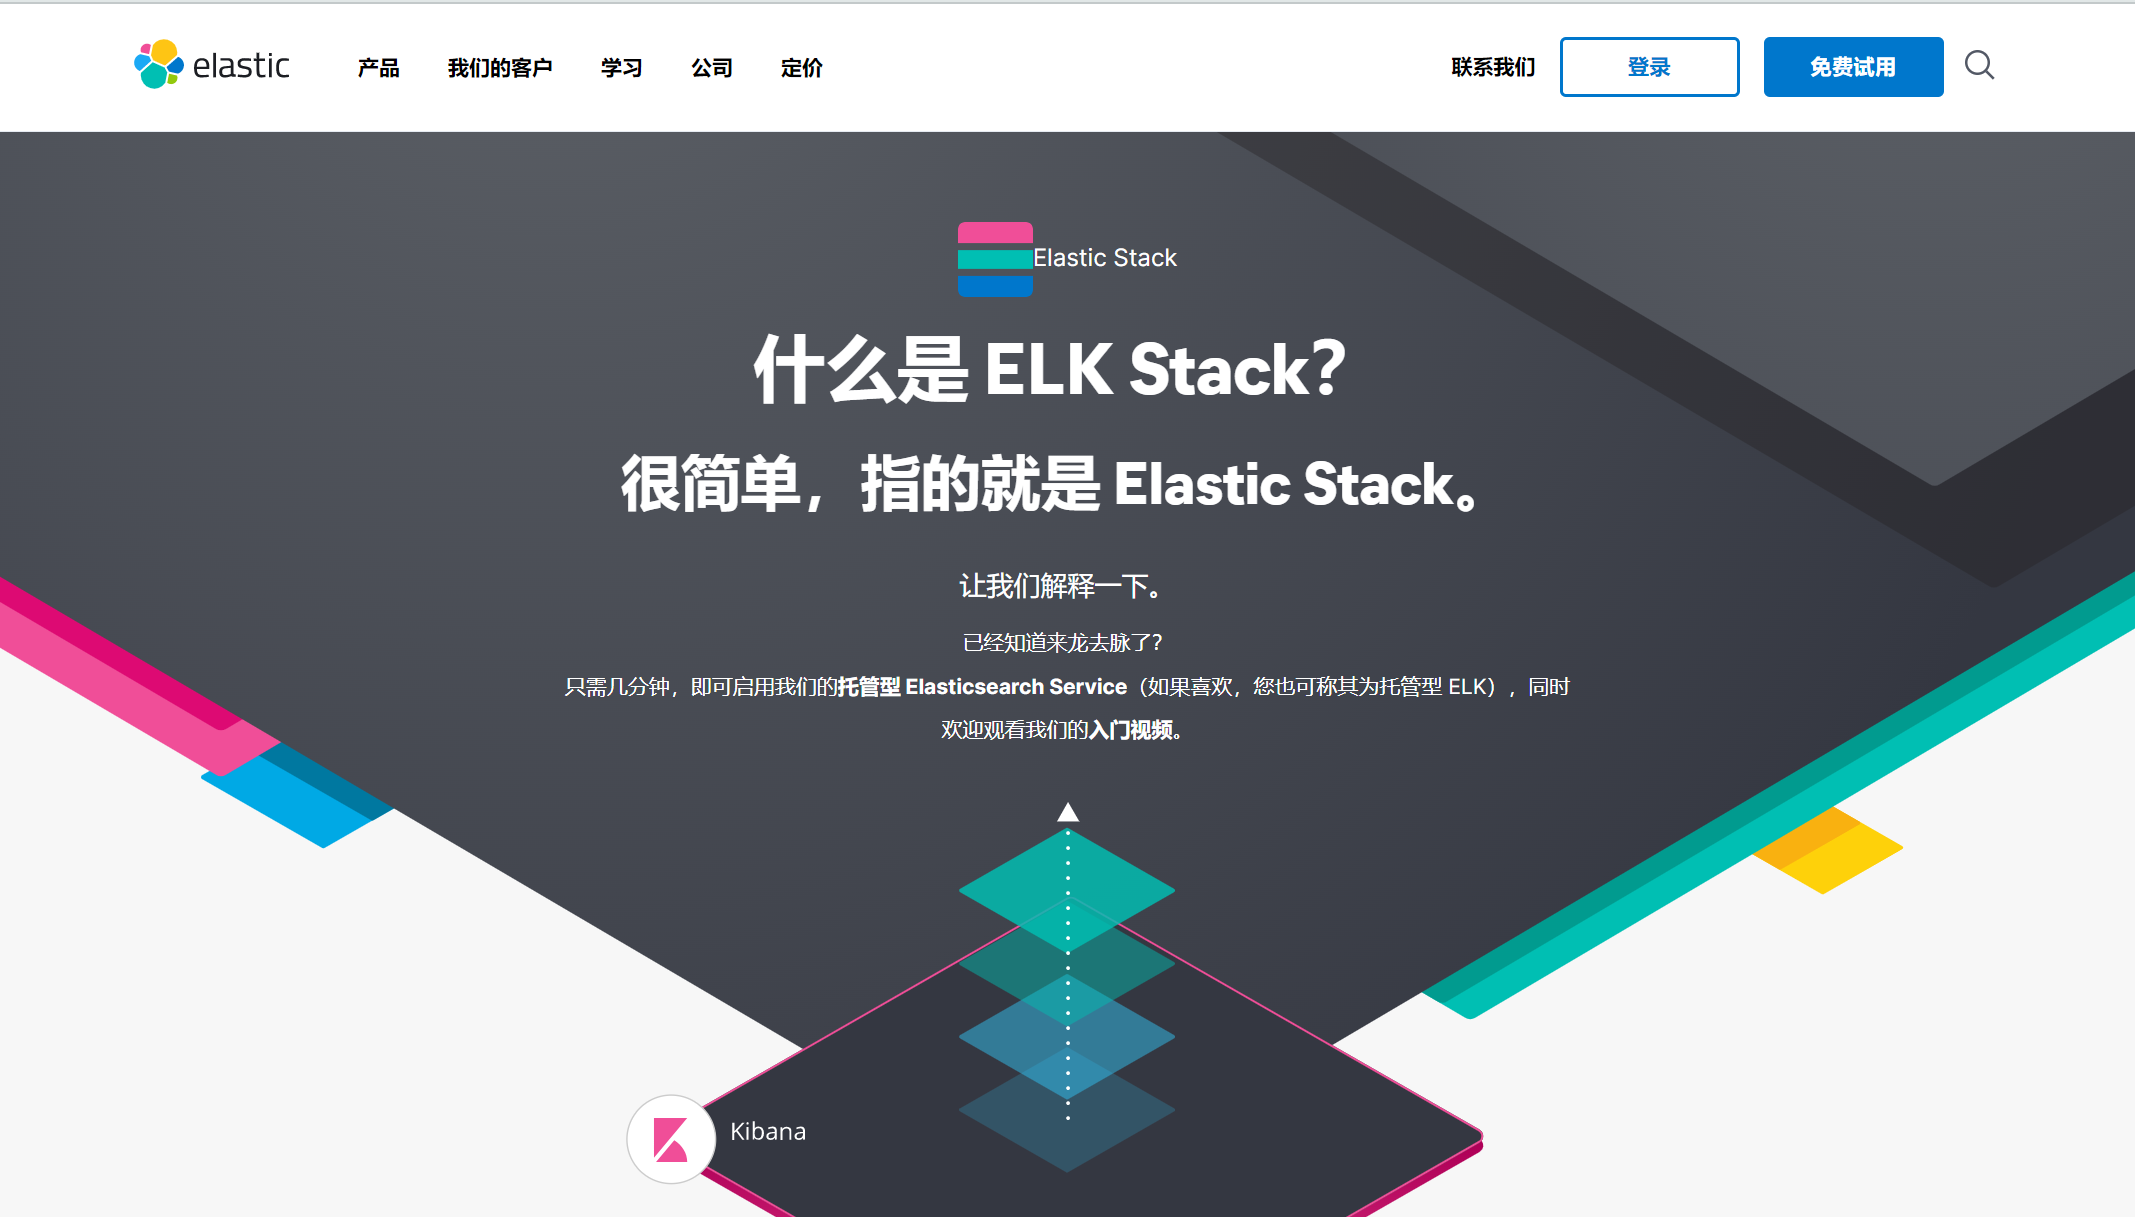 elastic
产品 我们的客户 学习 公司 定价
联系我们 登录 免费试用
Elastic Stack
什么是 ELK Stack？
很简单，指的就是 Elastic Stack。
让我们解释一下。
已经知道来龙去脉了？
只需几分钟，即可启用我们的托管型 Elasticsearch Service（如果喜欢，您也可称其为托管型 ELK），同时
欢迎观看我们的入门视频。
Kibana